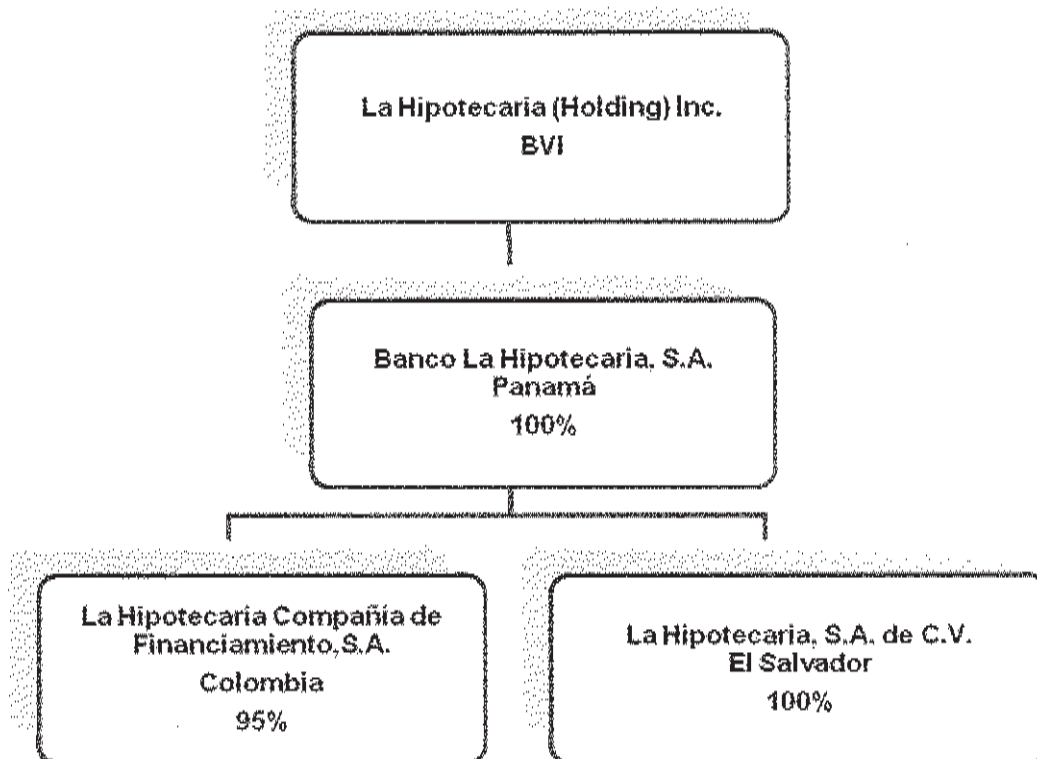 La Hipotecaria (Holding) Inc.
BVI
Banco La Hipotecaria, S.A.
Panamá
100%
La Hipotecaria Compañía de
Financiamiento,S.A.
Colombia
95%
La Hipotecaria, S.A. de C.V.
El Salvador
100%